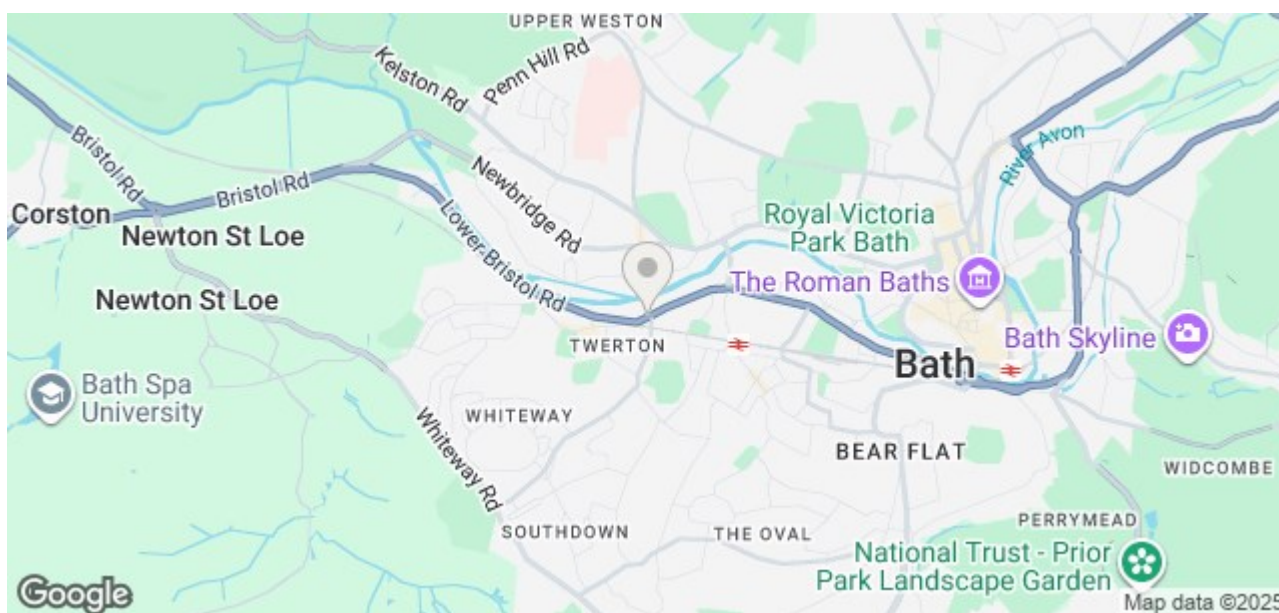 UPPER WESTON
Kelston Rd
Penn Hill Rd
River Avon
Bristol Rd
Bristol Rd
Newbridge Rd
Lower Bristol Rd
Corston
Newton St Loe
Royal Victoria
Park Bath
The Roman Baths
Newton St Loe
Bath Skyline
TWERTON
Bath
Bath Spa
University
WHITEWAY
Whiteway Rd
BEAR FLAT
WIDCOMBE
SOUTHDOWN
THE OVAL
PERRYMEAD
National Trust - Prior
Park Landscape Garden
Google
Map data ©2025